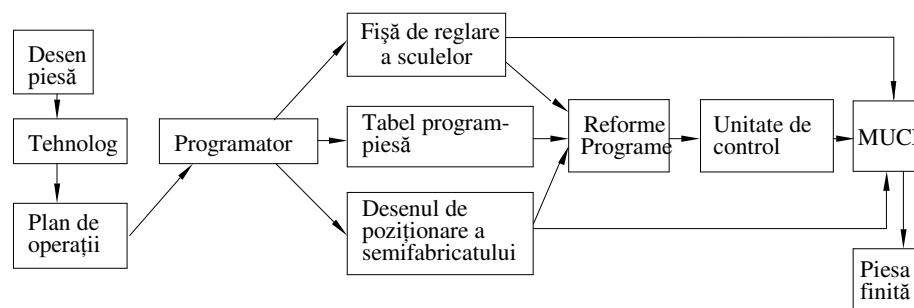 Desen
piesă
Tehnolog
Plan de
operații
Programator
Fişă de reglare
a sculelor
Tabel program-
piesă
Desenul de
poziționare a
semifabricatului
Reforme
Programe
Unitate de
control
Piesa
finită